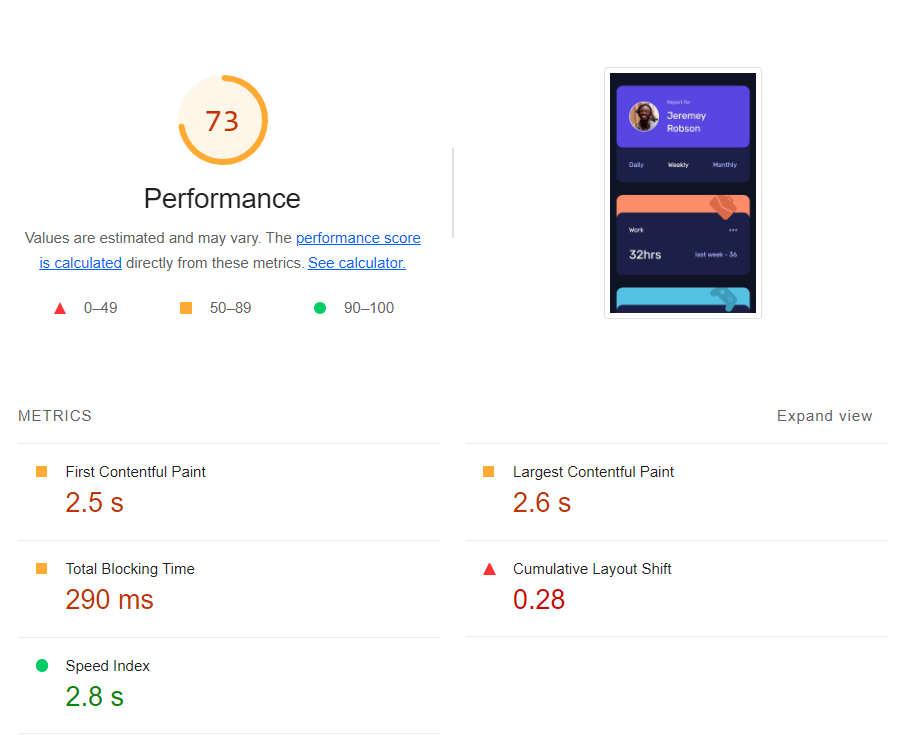 73
Performance
Values are estimated and may vary. The performance score
is calculated directly from these metrics. See calculator.
0–49
50–89
90–100
Report for
Jeremey
Robson
Daily
Weekly
Monthly
Work
32hrs
last week - 36
METRICS
Expand view
First Contentful Paint
2.5 s
Largest Contentful Paint
2.6 s
Total Blocking Time
290 ms
Cumulative Layout Shift
0.28
Speed Index
2.8 s